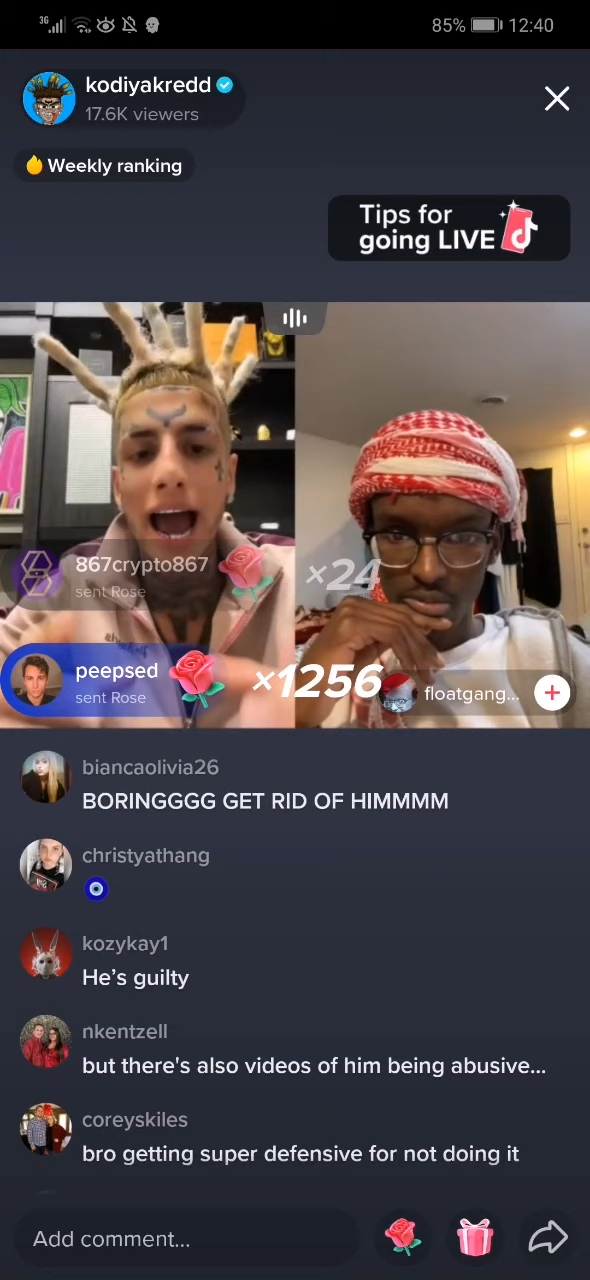 3G
85%
12:40
kodiyakredd
17.6K viewers
Weekly ranking
Tips for
going LIVE
867crypto867
sent Rose
×24
peepsed
sent Rose
×1256
floatgang...
biancaolivia26
BORINGGGG GET RID OF HIMMMM
christyathang
kozykay1
He's guilty
nkentzell
but there's also videos of him being abusive...
coreyskiles
bro getting super defensive for not doing it
Add comment...